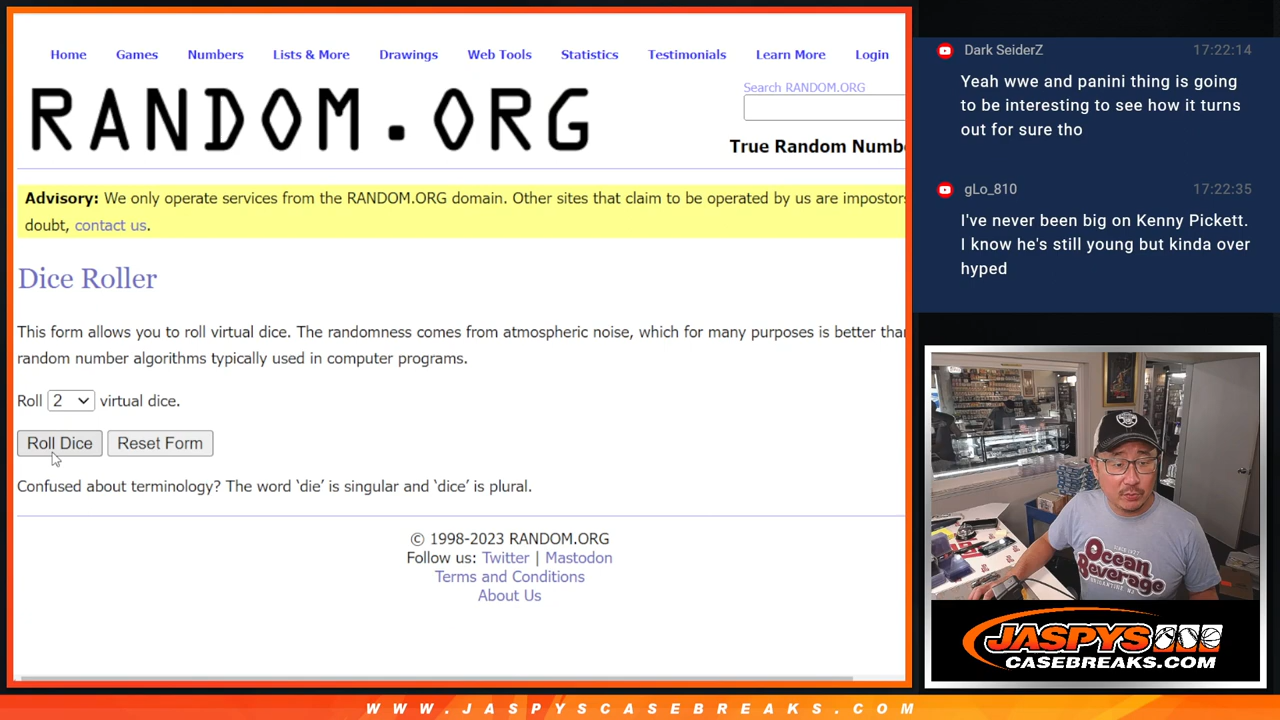 Home Games Numbers Lists & More Drawings Web Tools Statistics Testimonials Learn More Login
RANDOM.ORG
Search RANDOM.ORG
True Random Numb
Advisory: We only operate services from the RANDOM.ORG domain. Other sites that claim to be operated by us are impostors
doubt, contact us.
Dice Roller
This form allows you to roll virtual dice. The randomness comes from atmospheric noise, which for many purposes is better than
random number algorithms typically used in computer programs.
Roll 2 virtual dice.
Roll Dice Reset Form
Confused about terminology? The word ‘die’ is singular and ‘dice’ is plural.
© 1998-2023 RANDOM.ORG
Follow us: Twitter | Mastodon
Terms and Conditions
About Us
Dark SeiderZ 17:22:14
Yeah wwe and panini thing is going
to be interesting to see how it turns
out for sure tho
gLo_810 17:22:35
I've never been big on Kenny Pickett.
I know he's still young but kinda over
hyped
Ocean
Beverage
JASPYS
CASEBREAKS.COM
WWW.JASPYSCASEBREAKS.COM